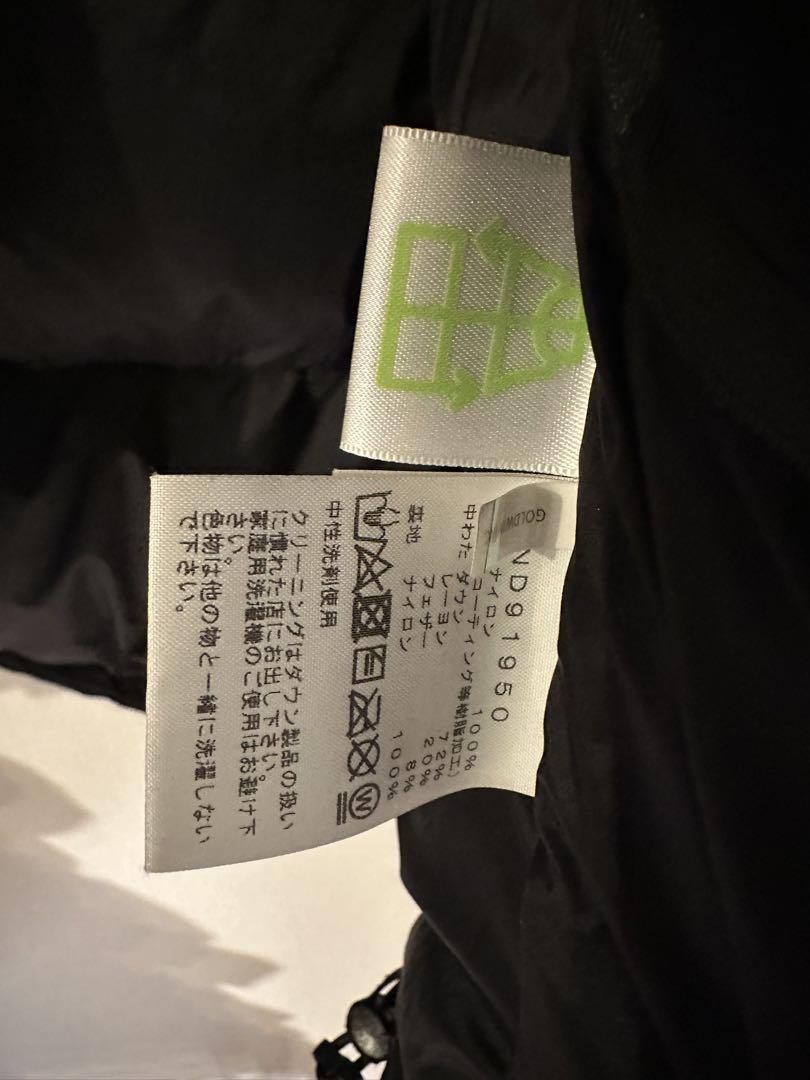 GOLDW
ND91950
ナイロン 100%
コーティング等樹脂加工)
中わた ダウン 72%
レーヨン 20%
フェザー 8%
裏地 ナイロン 100%
W
中性洗剤使用
クリーニングはダウン製品の扱い
に慣れた店にお出し下さい。
家庭用洗濯機のご使用はお避け下
さい。
色物は他の物と一緒に洗濯しない
で下さい。